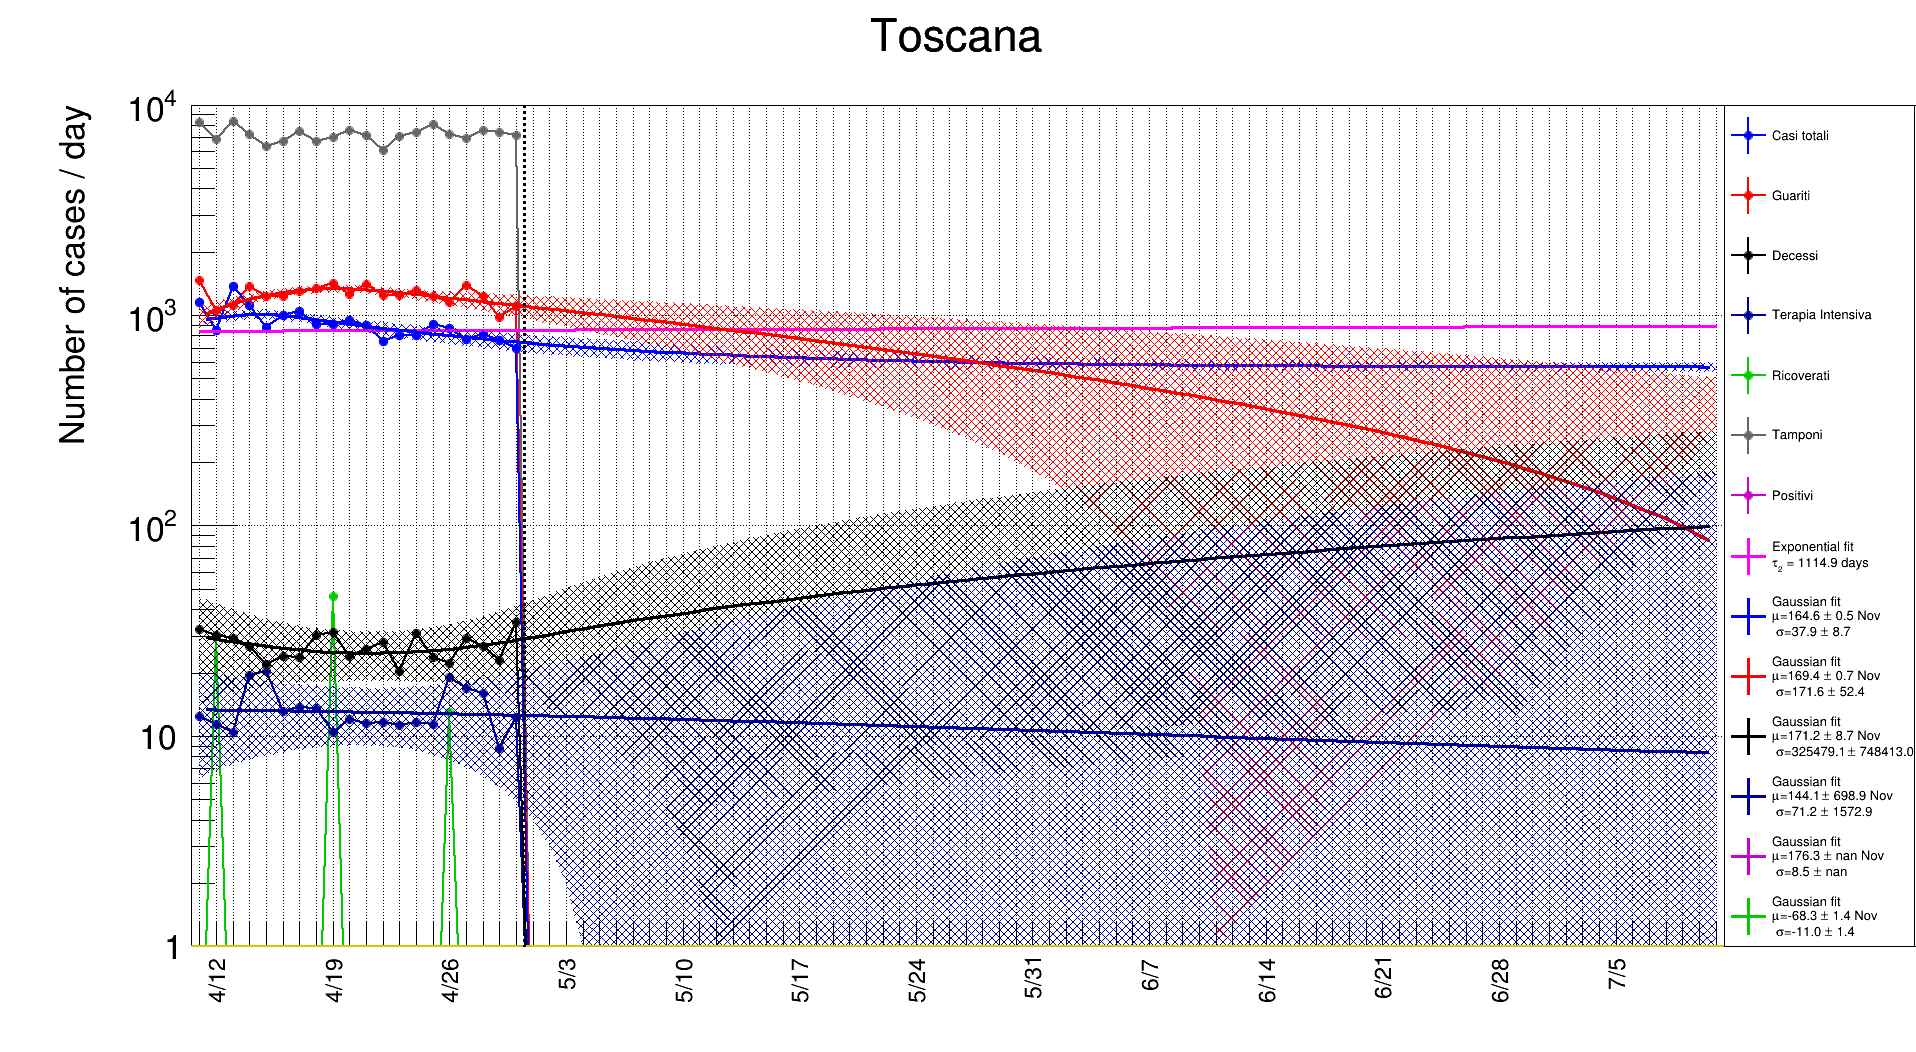 Toscana
Number of cases / day
10^4
10^3
10^2
10
1
4/12
4/19
4/26
5/3
5/10
5/17
5/24
5/31
6/7
6/14
6/21
6/28
7/5
Casi totali
Guariti
Decessi
Terapia Intensiva
Ricoverati
Tamponi
Positivi
Exponential fit
τ_2 = 1114.9 days
Gaussian fit
μ=164.6 ± 0.5 Nov
σ=37.9 ± 8.7
Gaussian fit
μ=169.4 ± 0.7 Nov
σ=171.6 ± 52.4
Gaussian fit
μ=171.2 ± 8.7 Nov
σ=325479.1 ± 748413.0
Gaussian fit
μ=144.1 ± 698.9 Nov
σ=71.2 ± 1572.9
Gaussian fit
μ=176.3 ± nan Nov
σ=8.5 ± nan
Gaussian fit
μ=-68.3 ± 1.4 Nov
σ=-11.0 ± 1.4